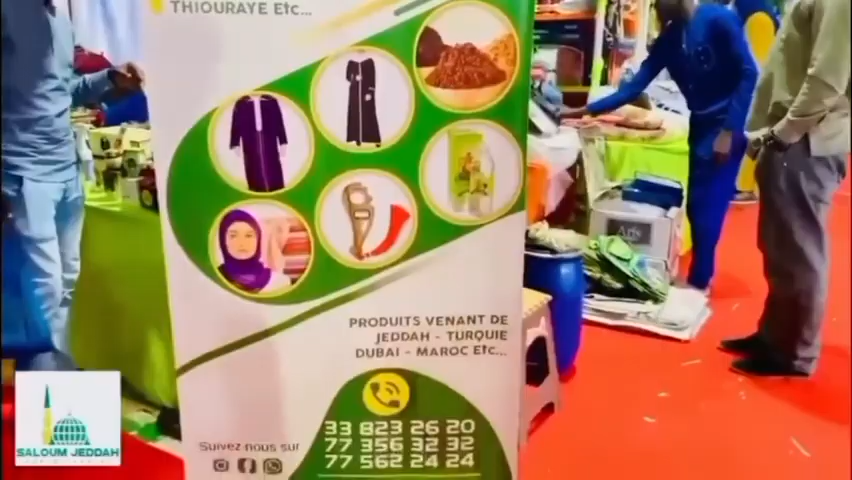 THIOURAYE Etc...
PRODUITS VENANT DE
JEDDAH - TURQUIE
DUBAI - MAROC Etc...
33 823 26 20
77 356 32 32
77 562 24 24
Suivez-nous sur
SALOUM JEDDAH